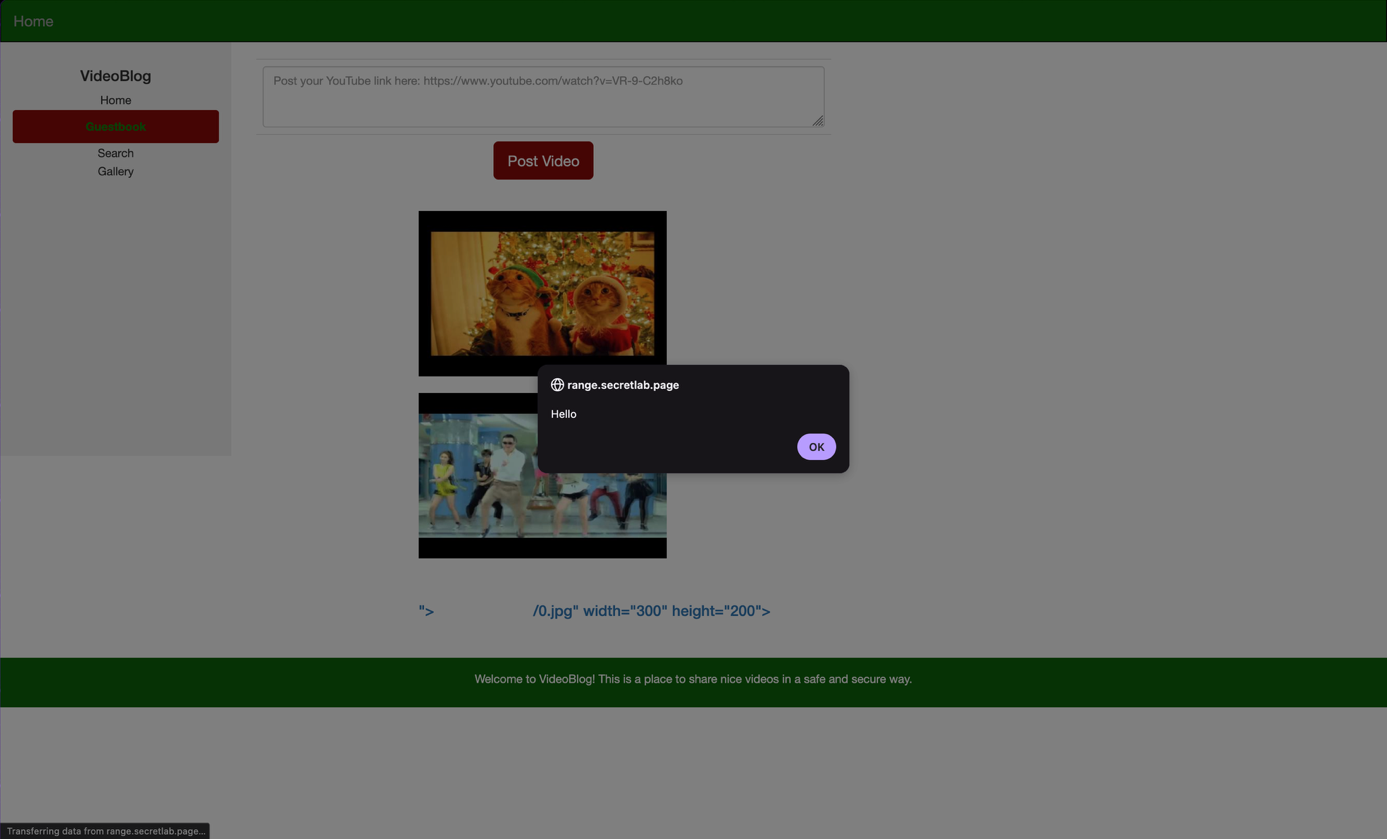 Home
VideoBlog
Home
Guestbook
Search
Gallery
Post your YouTube link here: https://www.youtube.com/watch?v=VR-9-C2h8ko
Post Video
range.secretlab.page
Hello
OK
"> /0.jpg" width="300" height="200">
Welcome to VideoBlog! This is a place to share nice videos in a safe and secure way.
Transferring data from range.secretlab.page...